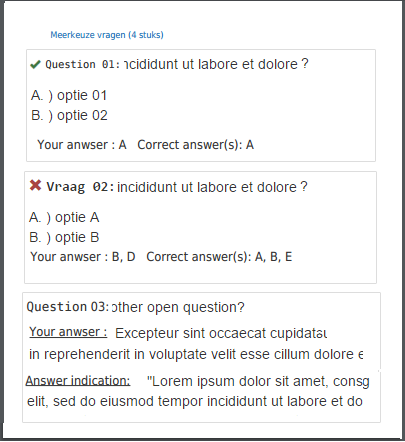 Meerkeuze vragen (4 stuks)
Question 01: ncididunt ut labore et dolore ?
A. ) optie 01
B. ) optie 02
Your anwser : A Correct answer(s): A
Vraag 02: incididunt ut labore et dolore ?
A. ) optie A
B. ) optie B
Your anwser : B, D Correct answer(s): A, B, E
Question 03: other open question?
Your anwser : Excepteur sint occaecat cupidatat
in reprehenderit in voluptate velit esse cillum dolore e
Answer indication: "Lorem ipsum dolor sit amet, consg
elit, sed do eiusmod tempor incididunt ut labore et do